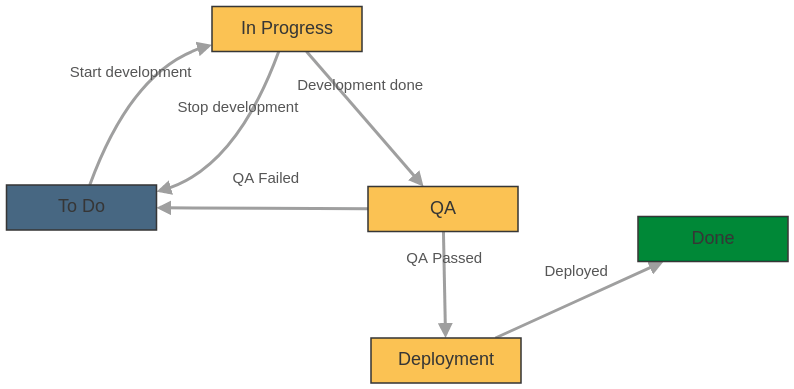 In Progress
Start development
Development done
Stop development
QA Failed
To Do
QA
Done
QA Passed
Deployed
Deployment